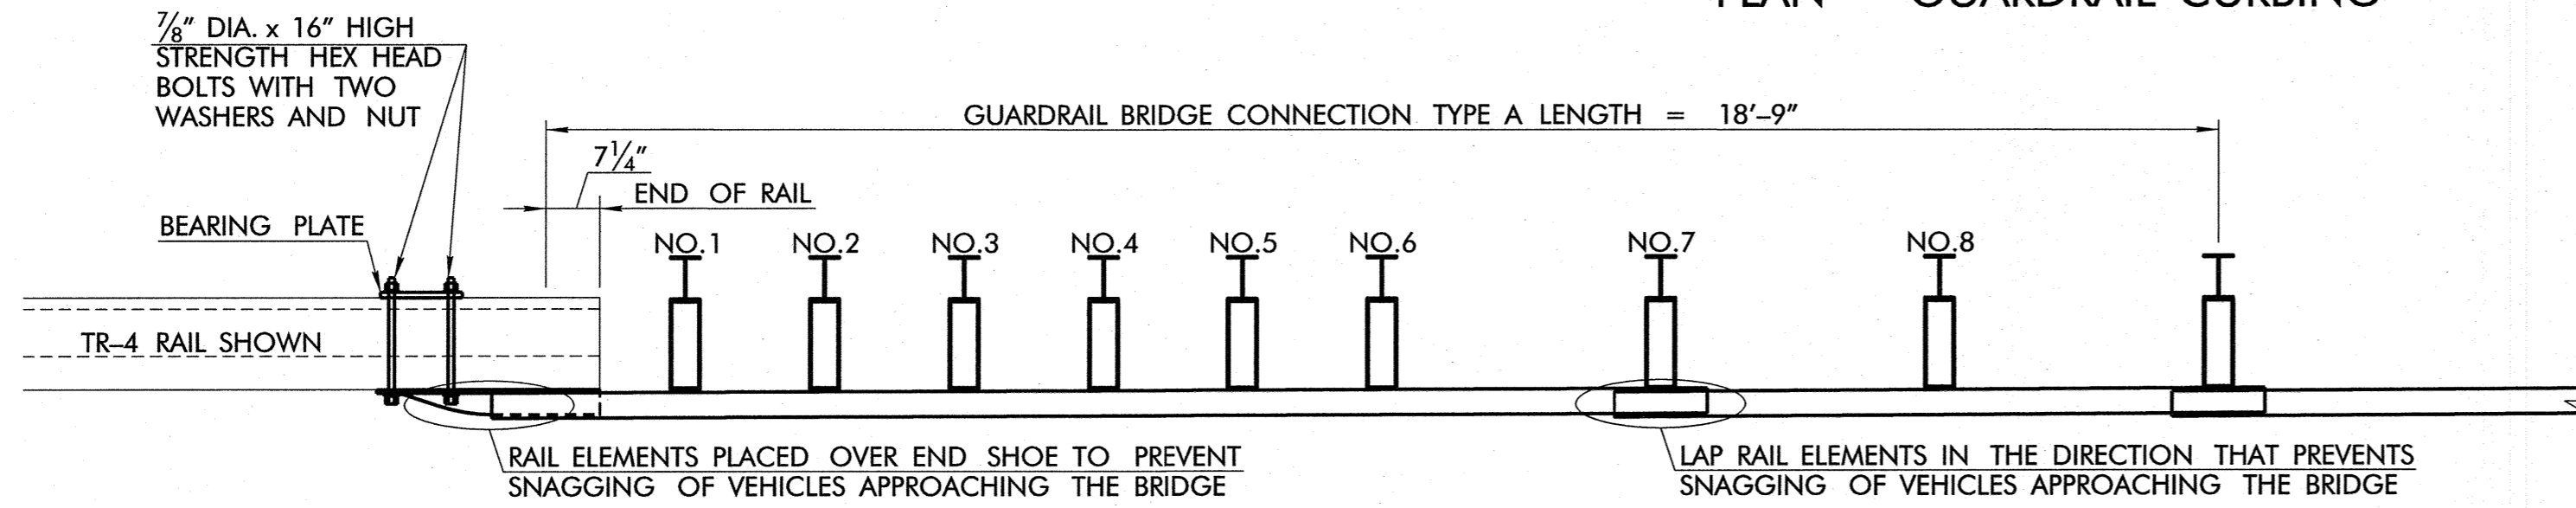 PLAN GUARDRAIL CURBING
⅞" DIA. x 16" HIGH
STRENGTH HEX HEAD
BOLTS WITH TWO
WASHERS AND NUT
GUARDRAIL BRIDGE CONNECTION TYPE A LENGTH = 18'–9"
7¼"
END OF RAIL
BEARING PLATE
NO.1 NO.2 NO.3 NO.4 NO.5 NO.6 NO.7 NO.8
TR–4 RAIL SHOWN
RAIL ELEMENTS PLACED OVER END SHOE TO PREVENT
SNAGGING OF VEHICLES APPROACHING THE BRIDGE
LAP RAIL ELEMENTS IN THE DIRECTION THAT PREVENTS
SNAGGING OF VEHICLES APPROACHING THE BRIDGE